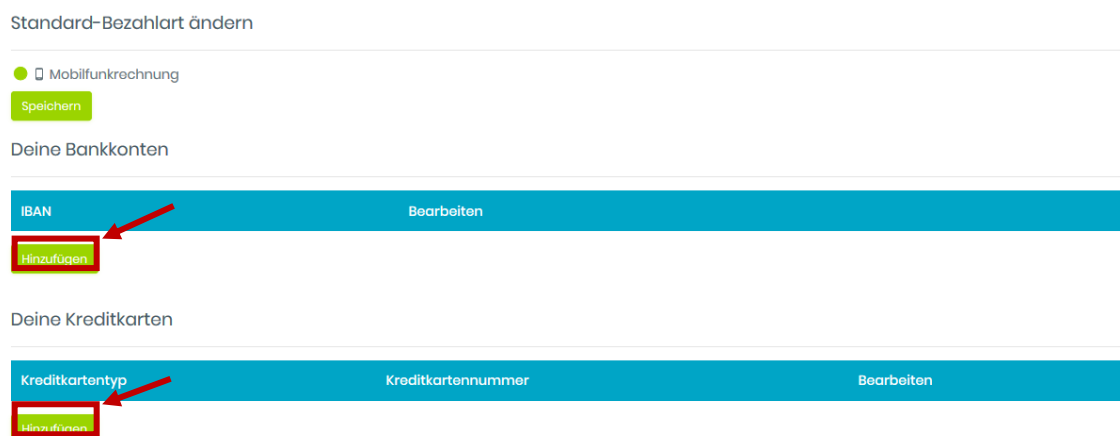 Standard-Bezahlart ändern
Mobilfunkrechnung
Speichern
Deine Bankkonten
IBAN Bearbeiten
Hinzufügen
Deine Kreditkarten
Kreditkartentyp Kreditkartennummer Bearbeiten
Hinzufügen